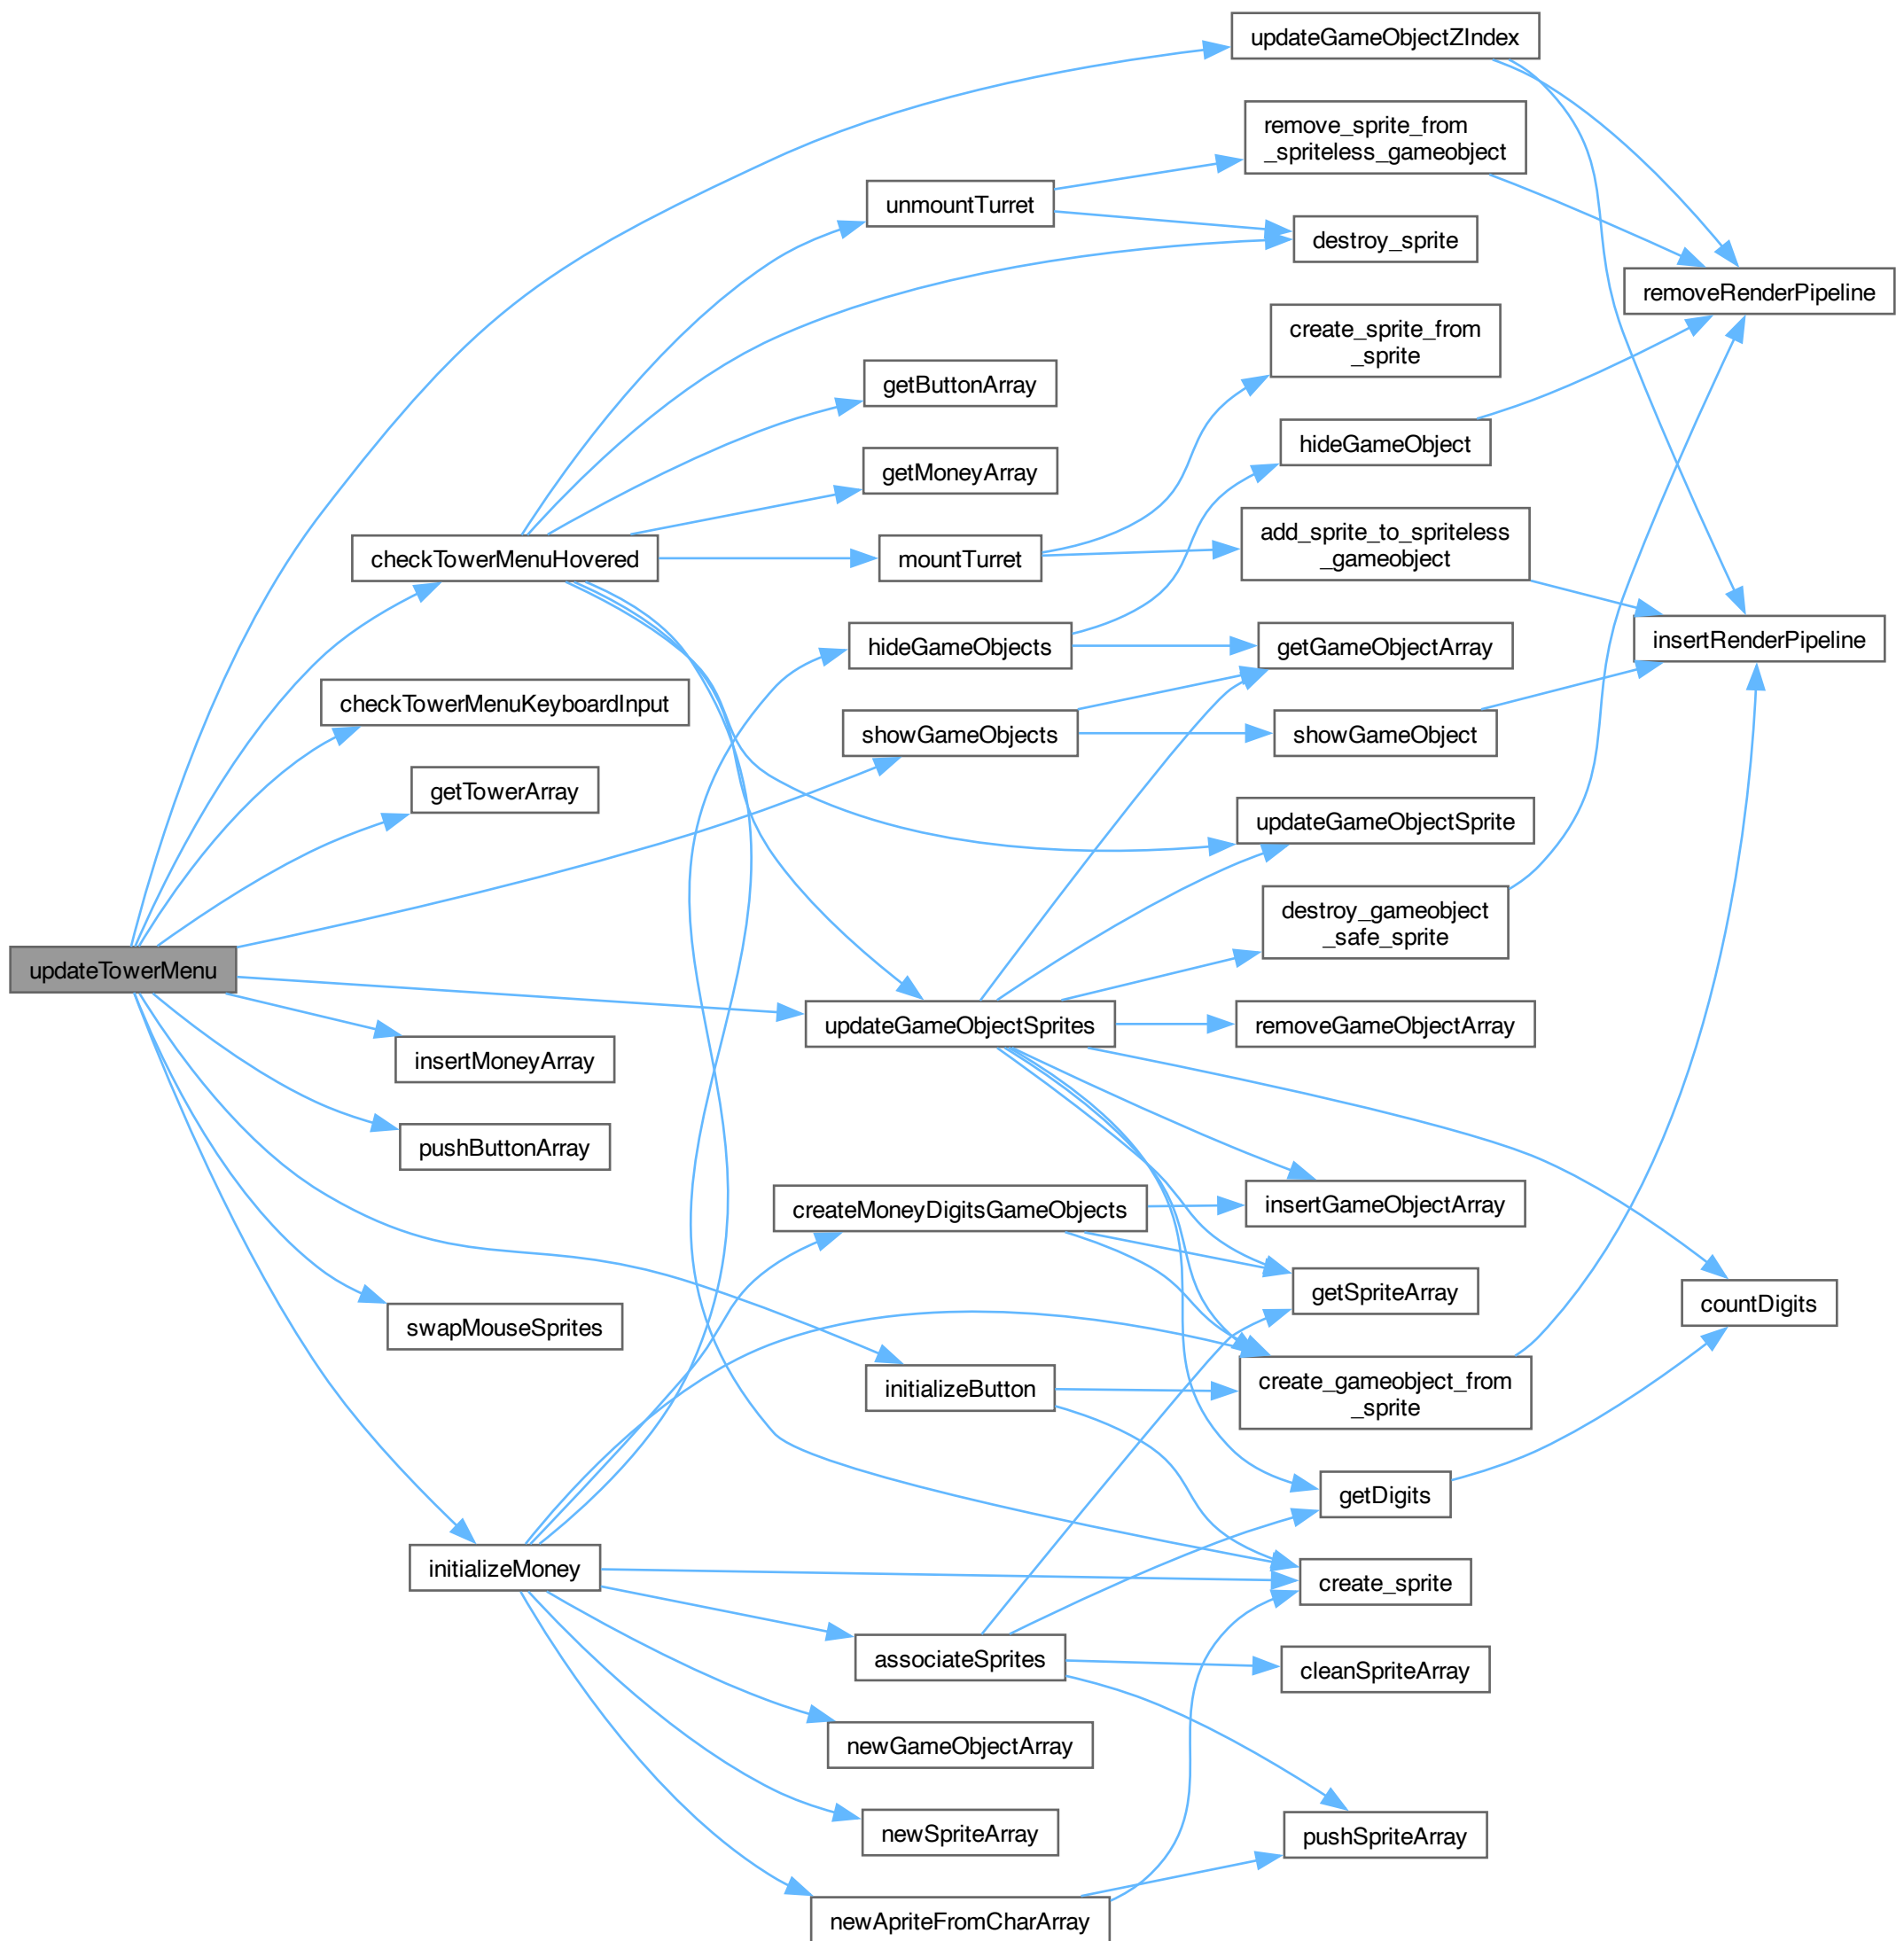 updateGameObjectZIndex
remove_sprite_from
_spriteless_gameobject
unmountTurret
destroy_sprite
removeRenderPipeline
create_sprite_from
_sprite
getButtonArray
hideGameObject
getMoneyArray
add_sprite_to_spriteless
_gameobject
checkTowerMenuHovered
mountTurret
insertRenderPipeline
hideGameObjects
getGameObjectArray
checkTowerMenuKeyboardInput
showGameObjects
showGameObject
getTowerArray
updateGameObjectSprite
destroy_gameobject
_safe_sprite
updateTowerMenu
updateGameObjectSprites
removeGameObjectArray
insertMoneyArray
pushButtonArray
createMoneyDigitsGameObjects
insertGameObjectArray
getSpriteArray
countDigits
swapMouseSprites
initializeButton
create_gameobject_from
_sprite
getDigits
initializeMoney
create_sprite
associateSprites
cleanSpriteArray
newGameObjectArray
newSpriteArray
pushSpriteArray
newApriteFromCharArray